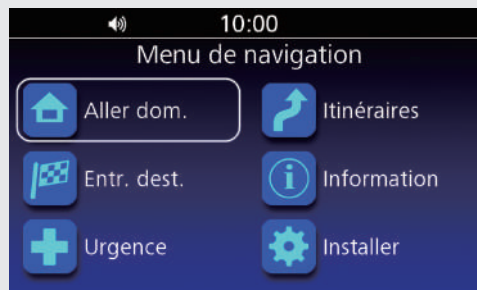 10:00
Menu de navigation
Aller dom.
Itinéraires
Entr. dest.
Information
Urgence
Installer